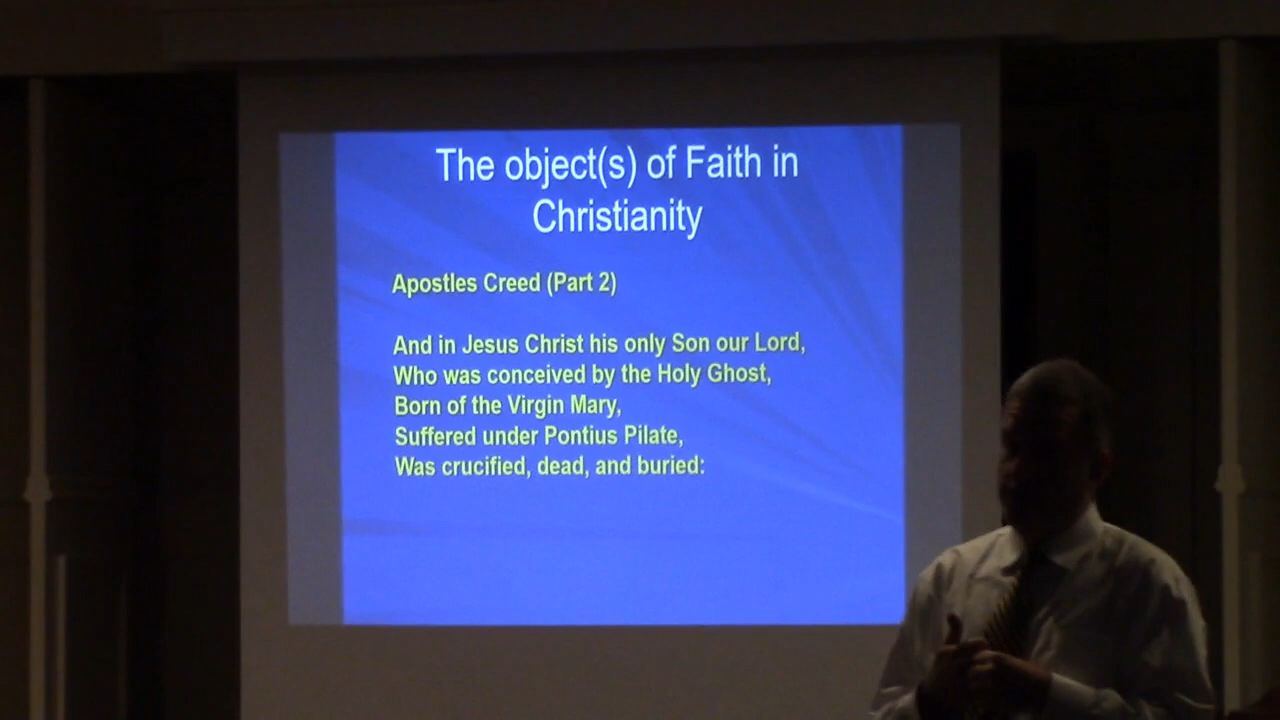 The object(s) of Faith in
Christianity
Apostles Creed (Part 2)
And in Jesus Christ his only Son our Lord,
Who was conceived by the Holy Ghost,
Born of the Virgin Mary,
Suffered under Pontius Pilate,
Was crucified, dead, and buried: